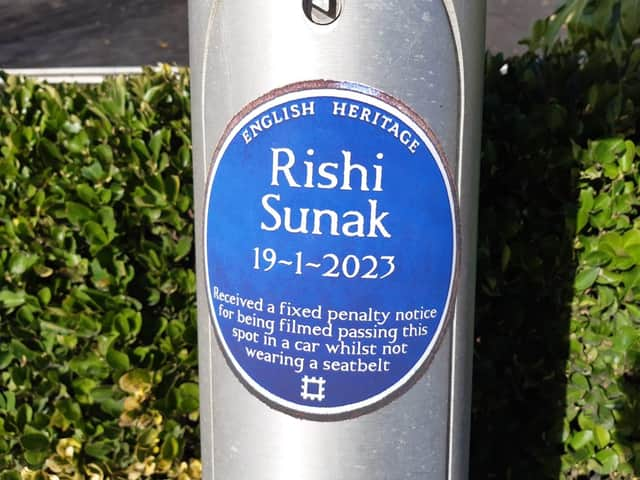 ENGLISH HERITAGE
Rishi
Sunak
19~1~2023
Received a fixed penalty notice
for being filmed passing this
spot in a car whilst not
wearing a seatbelt